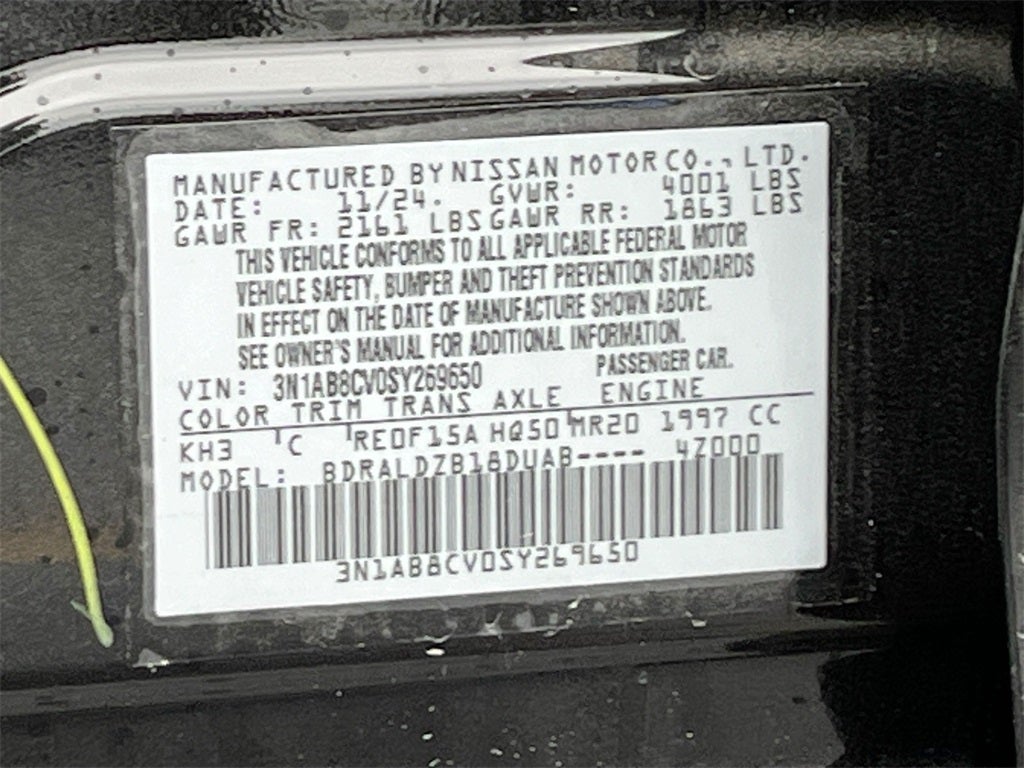 MANUFACTURED BY NISSAN MOTOR CO., LTD.
DATE: 11/24. GVWR: 4001 LBS
GAWR FR: 2161 LBS GAWR RR: 1863 LBS
THIS VEHICLE CONFORMS TO ALL APPLICABLE FEDERAL MOTOR
VEHICLE SAFETY, BUMPER AND THEFT PREVENTION STANDARDS
IN EFFECT ON THE DATE OF MANUFACTURE SHOWN ABOVE.
SEE OWNER'S MANUAL FOR ADDITIONAL INFORMATION.
VIN: 3N1AB8CV0SY269650 PASSENGER CAR.
COLOR TRIM TRANS AXLE ENGINE
KH3 C RE0F15A HQ50 MR20 1997 CC
MODEL: BDRALDZB18DUAB---- 4Z000
3N1AB8CV0SY269650